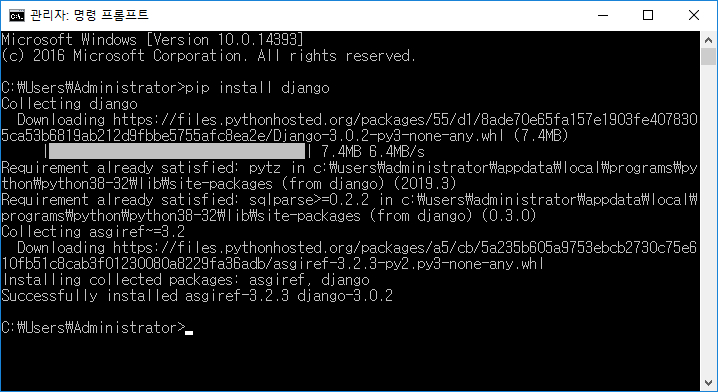 관리자: 명령 프롬프트
Microsoft Windows [Version 10.0.14393]
(c) 2016 Microsoft Corporation. All rights reserved.
C:₩Users₩Administrator>pip install django
Collecting django
  Downloading https://files.pythonhosted.org/packages/55/d1/8ade70e65fa157e1903fe407830
5ca53b6819ab212d9fbbe5755afc8ea2e/Django-3.0.2-py3-none-any.whl (7.4MB)
     |████████████████████████████████| 7.4MB 6.4MB/s
Requirement already satisfied: pytz in c:₩users₩administrator₩appdata₩local₩programs₩py
thon₩python38-32₩lib₩site-packages (from django) (2019.3)
Requirement already satisfied: sqlparse>=0.2.2 in c:₩users₩administrator₩appdata₩local₩
programs₩python₩python38-32₩lib₩site-packages (from django) (0.3.0)
Collecting asgiref~=3.2
  Downloading https://files.pythonhosted.org/packages/a5/cb/5a235b605a9753ebcb2730c75e6
10fb51c8cab3f01230080a8229fa36adb/asgiref-3.2.3-py2.py3-none-any.whl
Installing collected packages: asgiref, django
Successfully installed asgiref-3.2.3 django-3.0.2
C:₩Users₩Administrator>